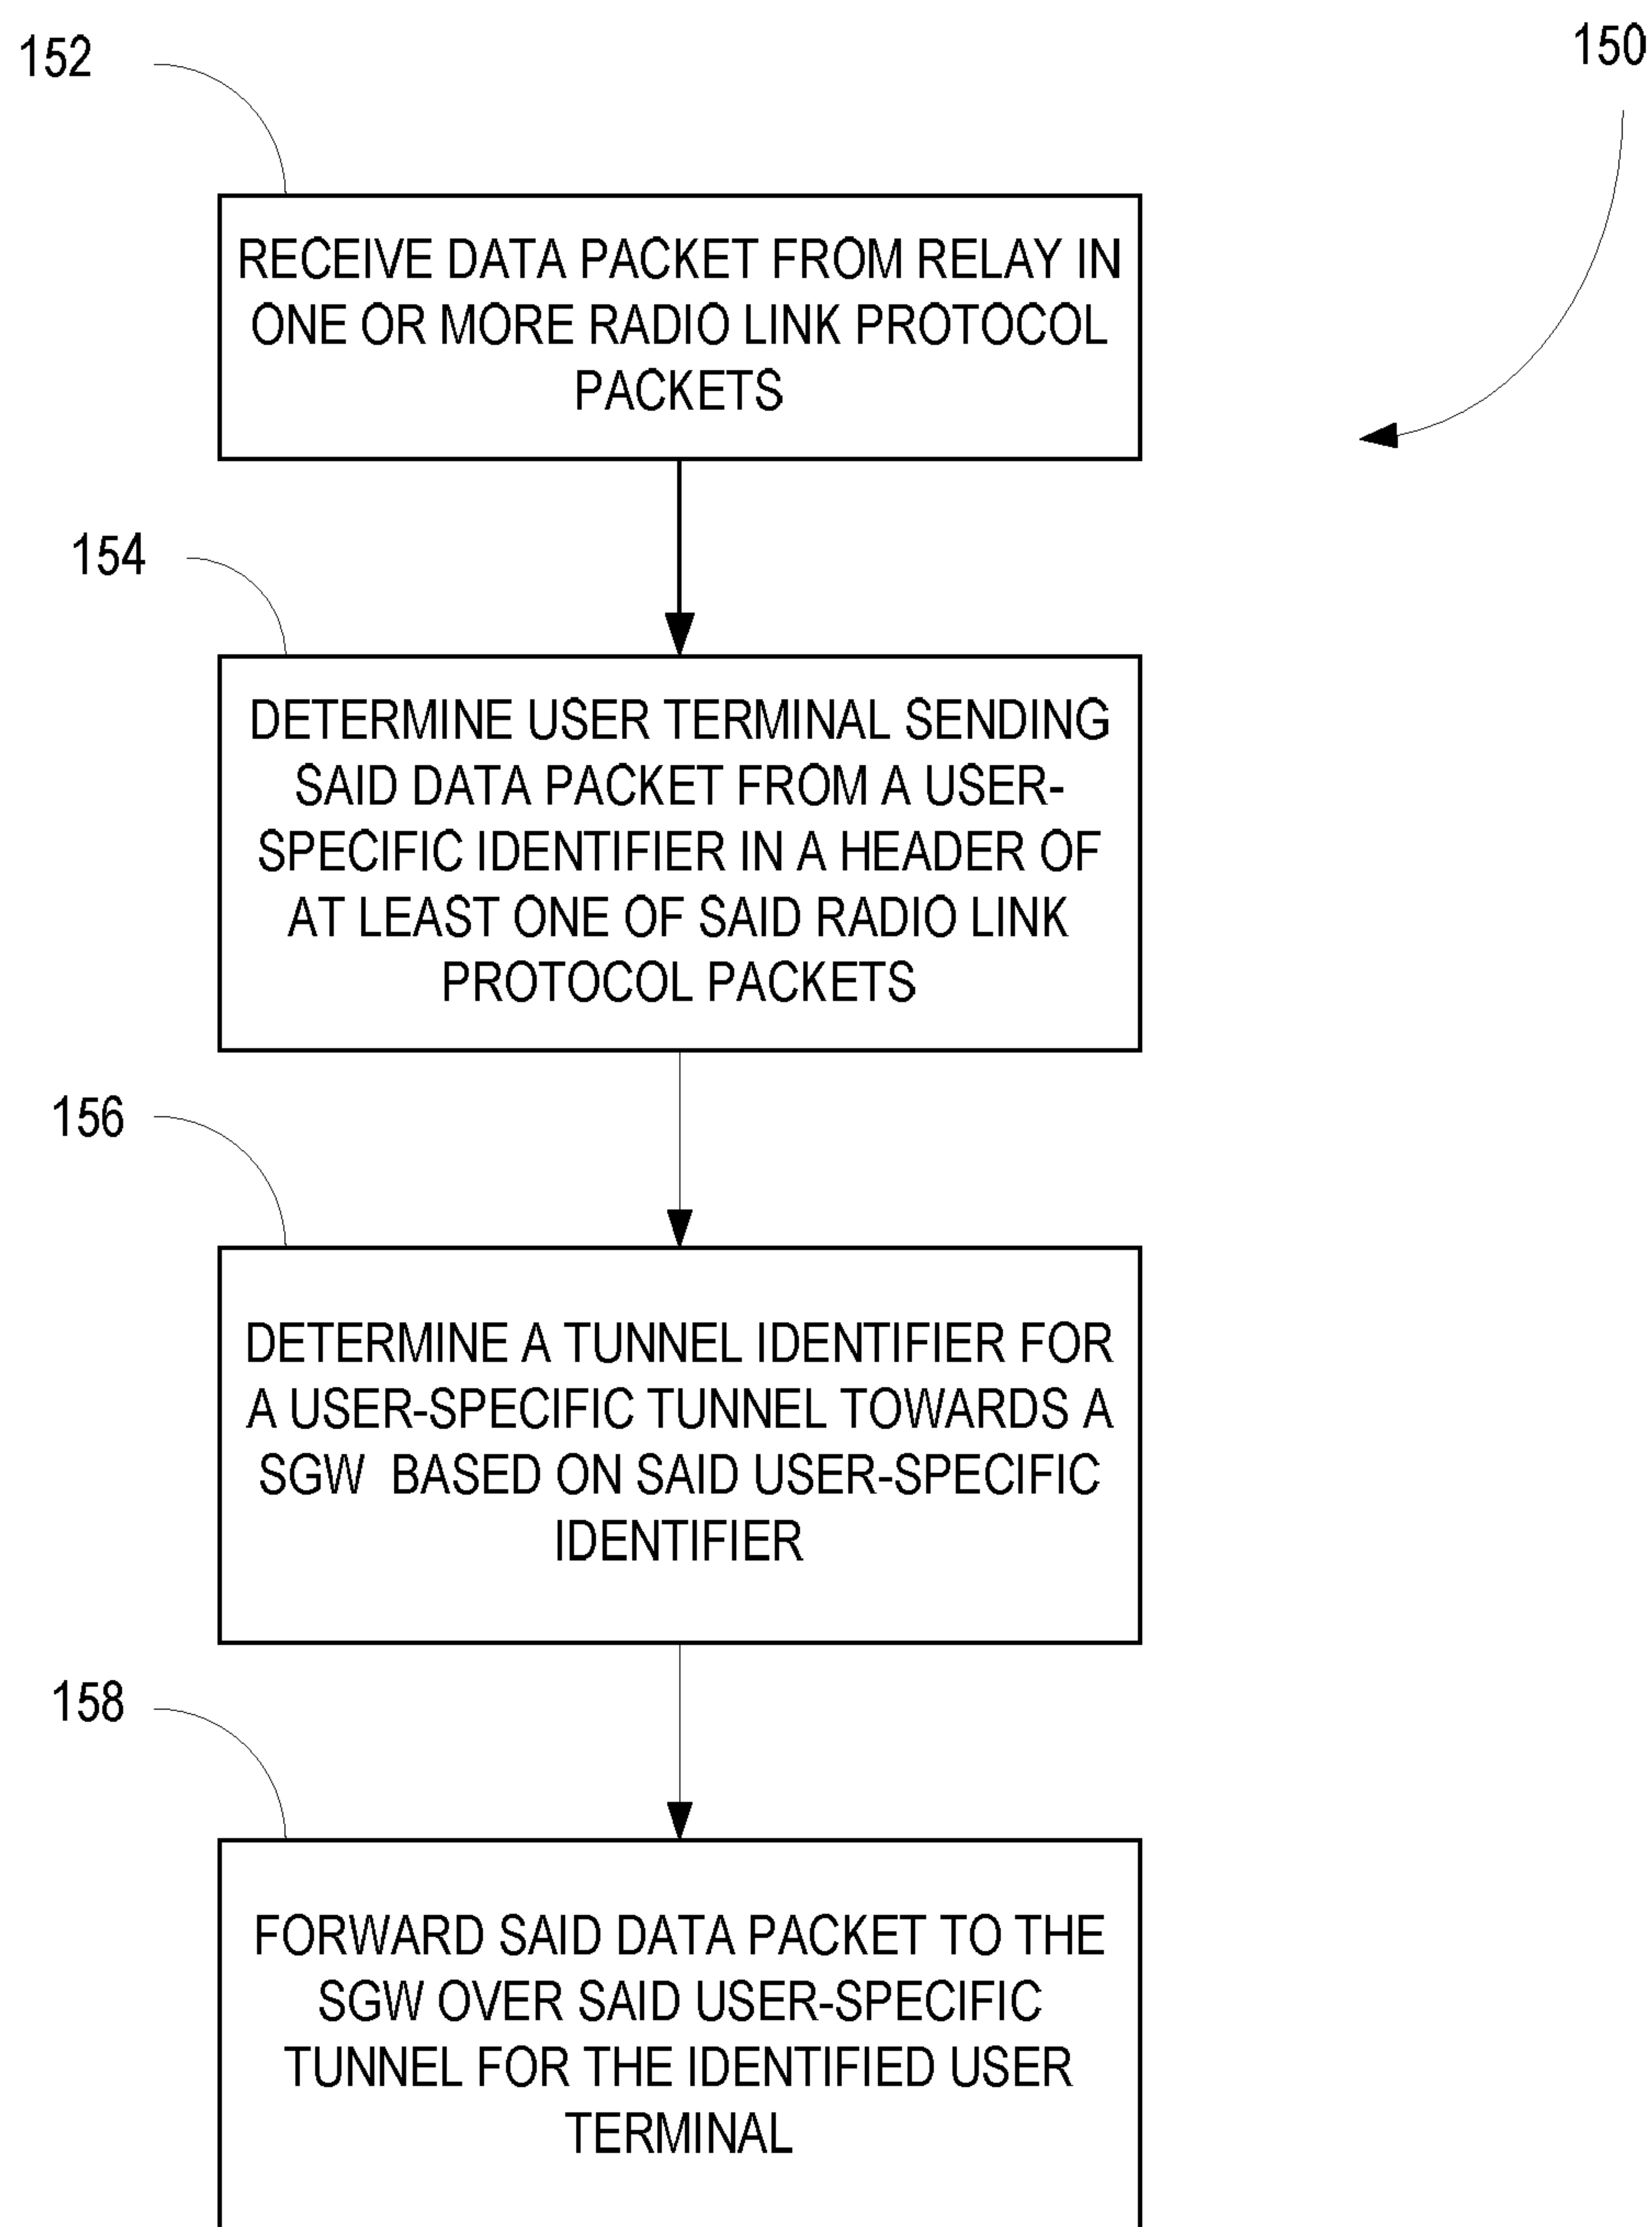 152
150
RECEIVE DATA PACKET FROM RELAY IN
ONE OR MORE RADIO LINK PROTOCOL
PACKETS
154
DETERMINE USER TERMINAL SENDING
SAID DATA PACKET FROM A USER-
SPECIFIC IDENTIFIER IN A HEADER OF
AT LEAST ONE OF SAID RADIO LINK
PROTOCOL PACKETS
156
DETERMINE A TUNNEL IDENTIFIER FOR
A USER-SPECIFIC TUNNEL TOWARDS A
SGW BASED ON SAID USER-SPECIFIC
IDENTIFIER
158
FORWARD SAID DATA PACKET TO THE
SGW OVER SAID USER-SPECIFIC
TUNNEL FOR THE IDENTIFIED USER
TERMINAL